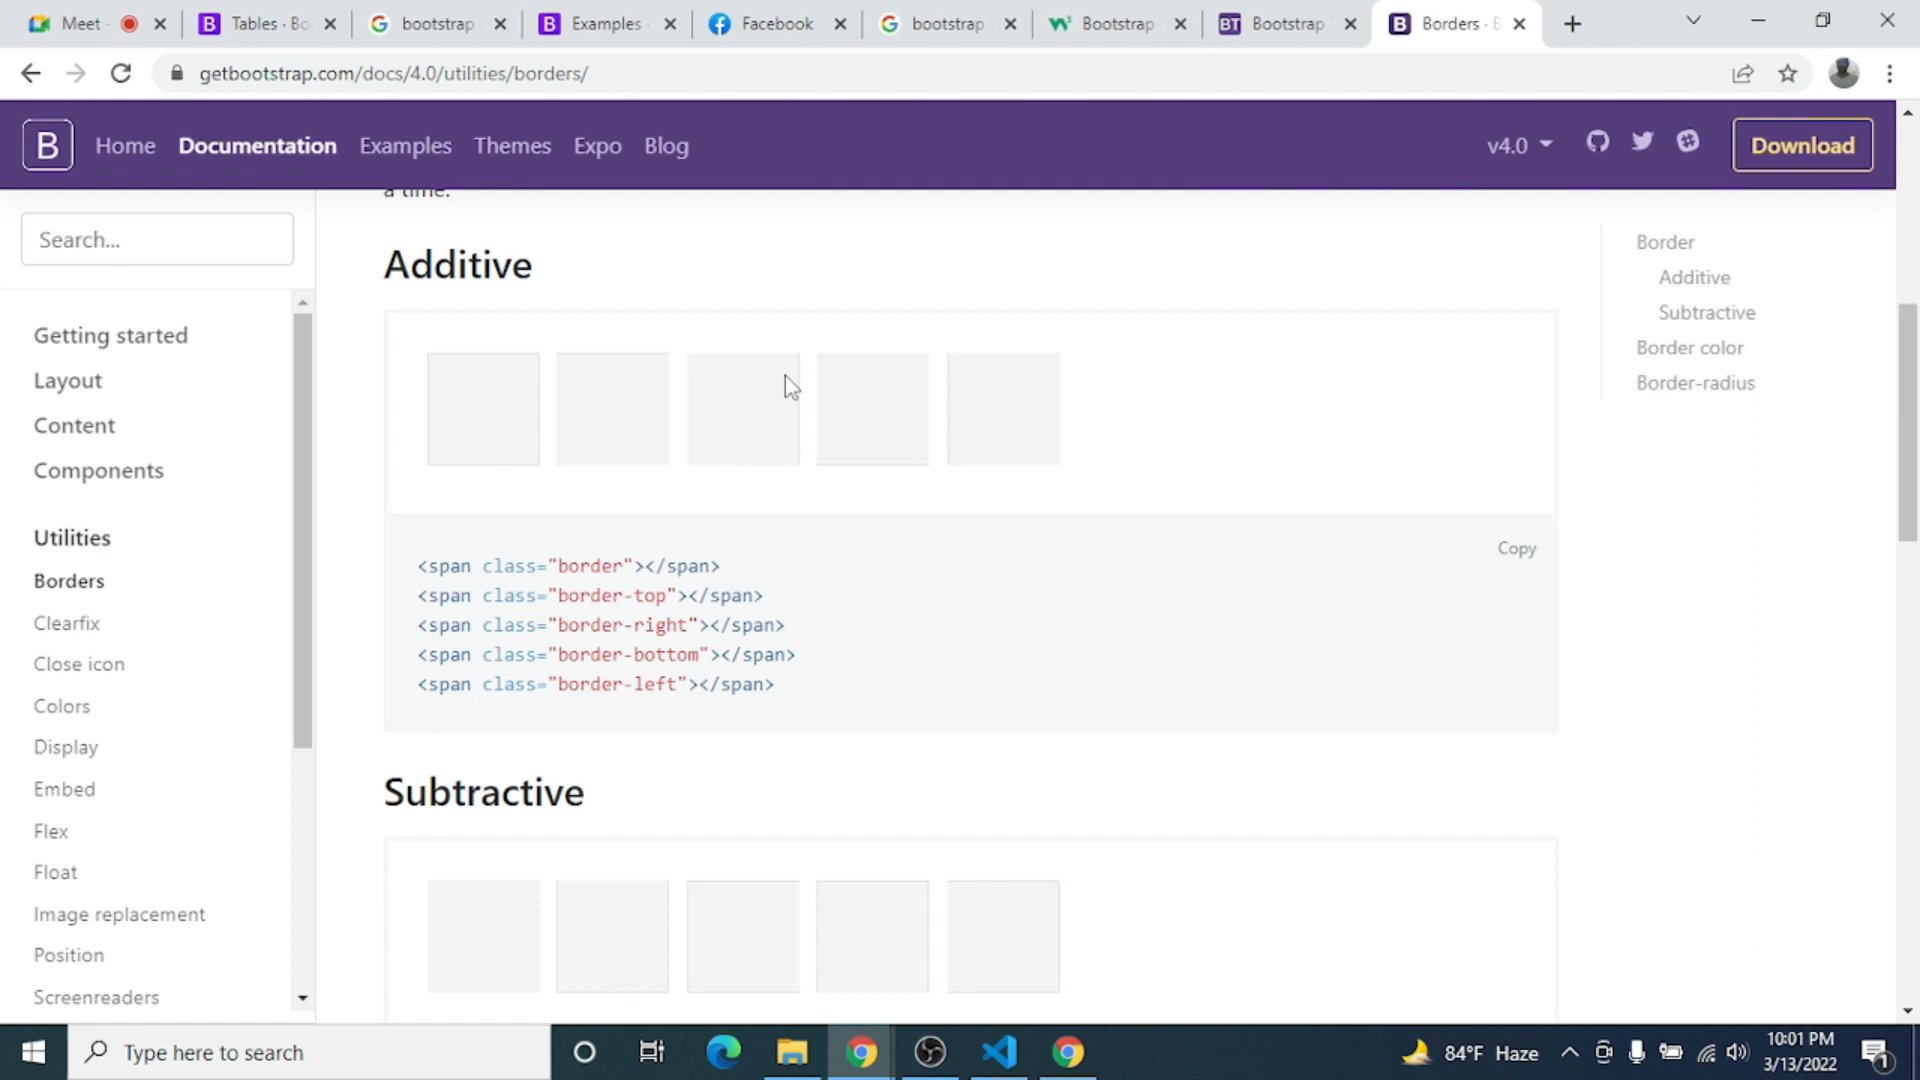 Meet -
Tables - Bo
bootstrap
Examples -
Facebook
bootstrap
Bootstrap
BT Bootstrap
Borders - B
getbootstrap.com/docs/4.0/utilities/borders/
B Home Documentation Examples Themes Expo Blog v4.0 Download
a time.
Search...
Getting started
Layout
Content
Components
Utilities
Borders
Clearfix
Close icon
Colors
Display
Embed
Flex
Float
Image replacement
Position
Screenreaders
Additive
Copy
<span class="border"></span>
<span class="border-top"></span>
<span class="border-right"></span>
<span class="border-bottom"></span>
<span class="border-left"></span>
Subtractive
Border
Additive
Subtractive
Border color
Border-radius
Type here to search
84°F Haze
10:01 PM
3/13/2022
1